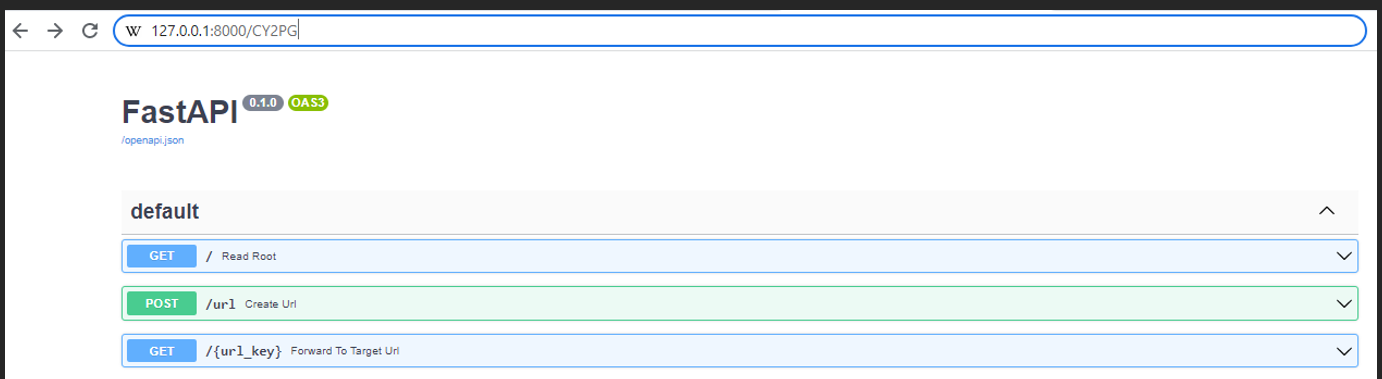 W 127.0.0.1:8000/CY2PG
FastAPI 0.1.0 OAS3
/openapi.json
default
GET / Read Root
POST /url Create Url
GET /{url_key} Forward To Target Url